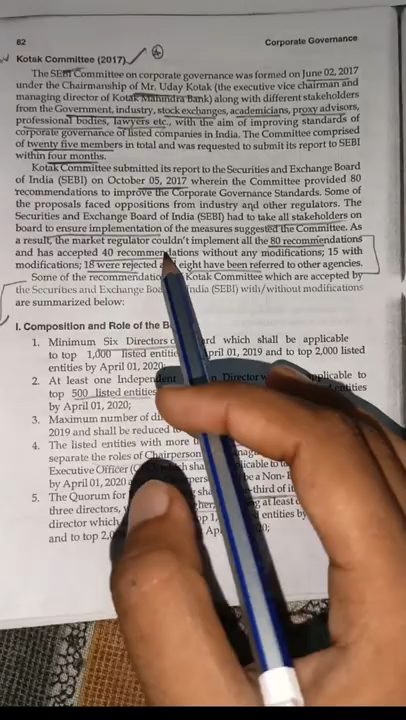 82
Corporate Governance
Kotak Committee (2017)
The SEBI Committee on corporate governance was formed on June 02, 2017
under the Chairmanship of Mr. Uday Kotak (the executive vice chairman and
managing director of Kotak Mahindra Bank) along with different stakeholders
from the Government, industry, stock exchanges, academicians, proxy advisors,
professional bodies, lawyers etc., with the aim of improving standards of
corporate governance of listed companies in India. The Committee comprised
of twenty five members in total and was requested to submit its report to SEBI
within four months.
Kotak Committee submitted its report to the Securities and Exchange Board
of India (SEBI) on October 05, 2017 wherein the Committee provided 80
recommendations to improve the Corporate Governance Standards. Some of
the proposals faced oppositions from industry and other regulators. The
Securities and Exchange Board of India (SEBI) had to take all stakeholders on
board to ensure implementation of the measures suggested the Committee. As
a result, the market regulator couldn't implement all the 80 recommendations
and has accepted 40 recommendations without any modifications; 15 with
modifications; 18 were rejected and eight have been referred to other agencies.
Some of the recommendations Kotak Committee which are accepted by
the Securities and Exchange Board India (SEBI) with/without modifications
are summarized below:
I. Composition and Role of the B
1. Minimum Six Directors o rd which shall be applicable
to top 1,000 listed entitie pril 01, 2019 and to top 2,000 listed
entities by April 01, 2020;
2. At least one Independent n Director w pplicable to
top 500 listed entities entities
by April 01, 2020;
3. Maximum number of di
2019 and shall be reduced to
4. The listed entities with more t
separate the roles of Chairperson
Executive Officer which sha licable to
by April 01, 2020 be a Non-
5. The Quorum for sha -third of it
three directors, her, at least o
director which op 1, entities by
and to top 2,0 Ap 20;